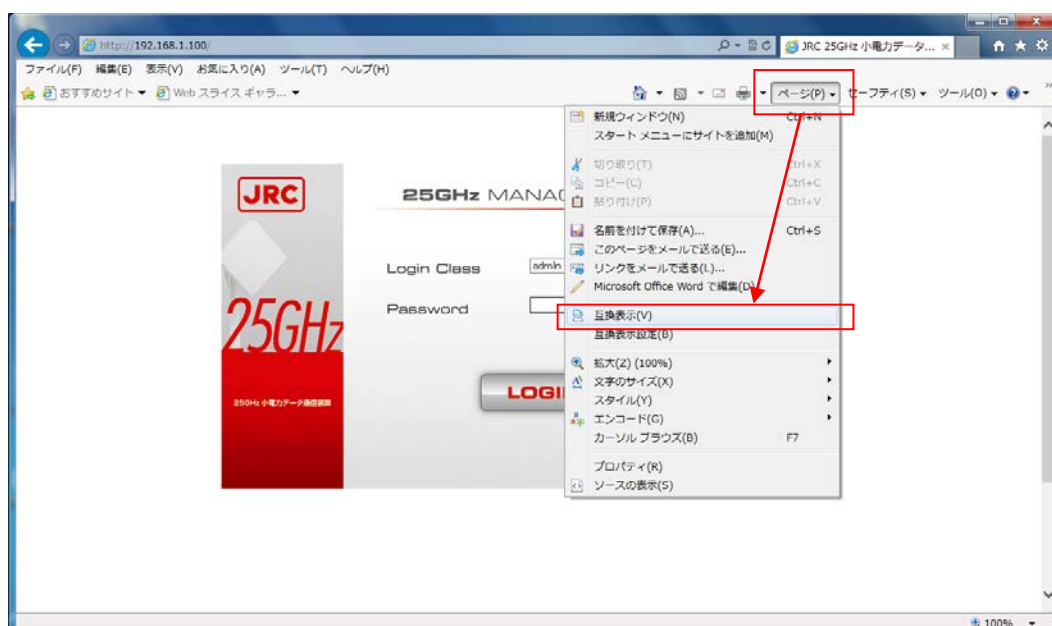 http://192.168.1.100/
JRC 25GHz 小電力データ...
ファイル(F) 編集(E) 表示(V) お気に入り(A) ツール(T) ヘルプ(H)
おすすめサイト Web スライス ギャラ...
ページ(P) セーフティ(S) ツール(O)
新規ウィンドウ(N) Ctrl+N
スタート メニューにサイトを追加(M)
切り取り(T) Ctrl+X
コピー(C) Ctrl+C
貼り付け(P) Ctrl+V
名前を付けて保存(A)... Ctrl+S
このページをメールで送る(E)...
リンクをメールで送る(L)...
Microsoft Office Word で編集(D)
互換表示(V)
互換表示設定(B)
拡大(Z) (100%)
文字のサイズ(X)
スタイル(Y)
エンコード(G)
カーソル ブラウズ(B) F7
プロパティ(R)
ソースの表示(S)
JRC
25GHz
25GHz 小電力データ通信装置
25GHz MANAG
Login Class admin
Password
LOGI
100%